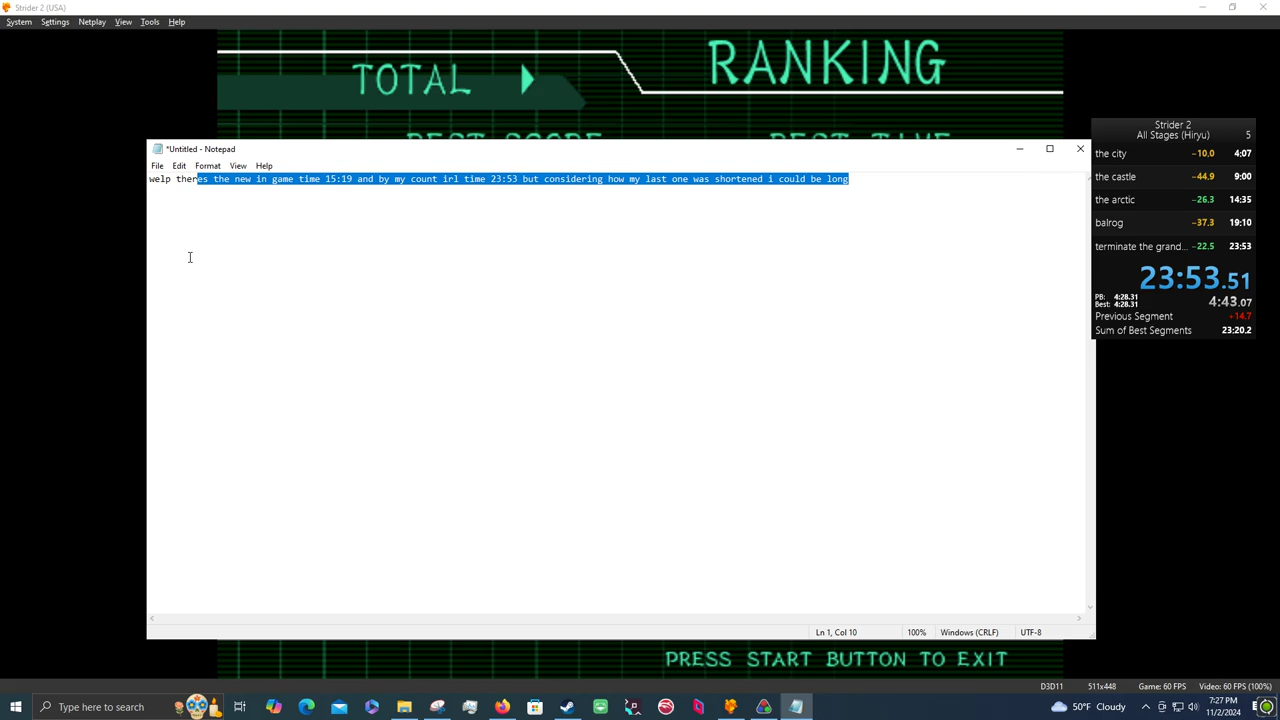 Strider 2 (USA)
System Settings Netplay View Tools Help
TOTAL
RANKING
BEST SCORE BEST TIME
*Untitled - Notepad
File Edit Format View Help
welp theres the new in game time 15:19 and by my count irl time 23:53 but considering how my last one was shortened i could be long
Ln 1, Col 10 100% Windows (CRLF) UTF-8
PRESS START BUTTON TO EXIT
Strider 2
All Stages (Hiryu) 5
the city −10.0 4:07
the castle −44.9 9:00
the arctic −26.3 14:35
balrog −37.3 19:10
terminate the grand... −22.5 23:53
23:53.51
PB: 4:28.31
Best: 4:28.31
4:43.07
Previous Segment +14.7
Sum of Best Segments 23:20.2
D3D11 511x448 Game: 60 FPS Video: 60 FPS (100%)
Type here to search
50°F Cloudy
7:27 PM
11/2/2024